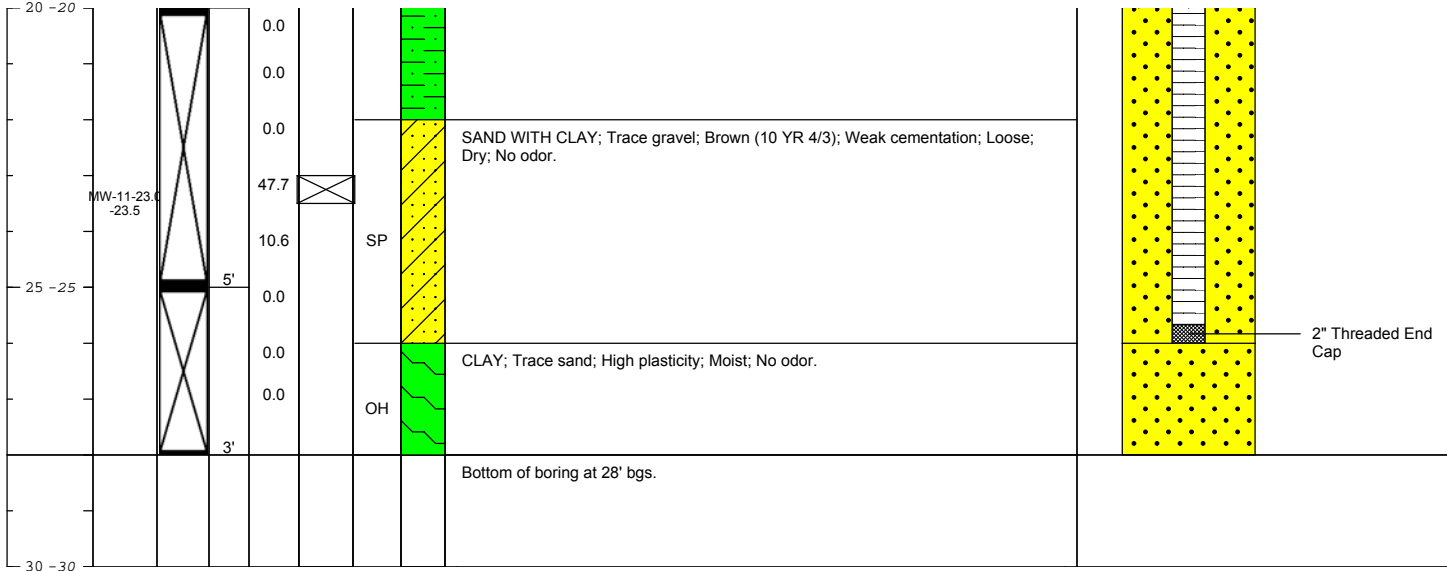 20 -20
0.0
0.0
0.0
SAND WITH CLAY; Trace gravel; Brown (10 YR 4/3); Weak cementation; Loose;
Dry; No odor.
47.7
MW-11-23.0
-23.5
10.6
SP
5'
25 -25
0.0
2" Threaded End
Cap
0.0
CLAY; Trace sand; High plasticity; Moist; No odor.
0.0
OH
3'
Bottom of boring at 28' bgs.
30 -30